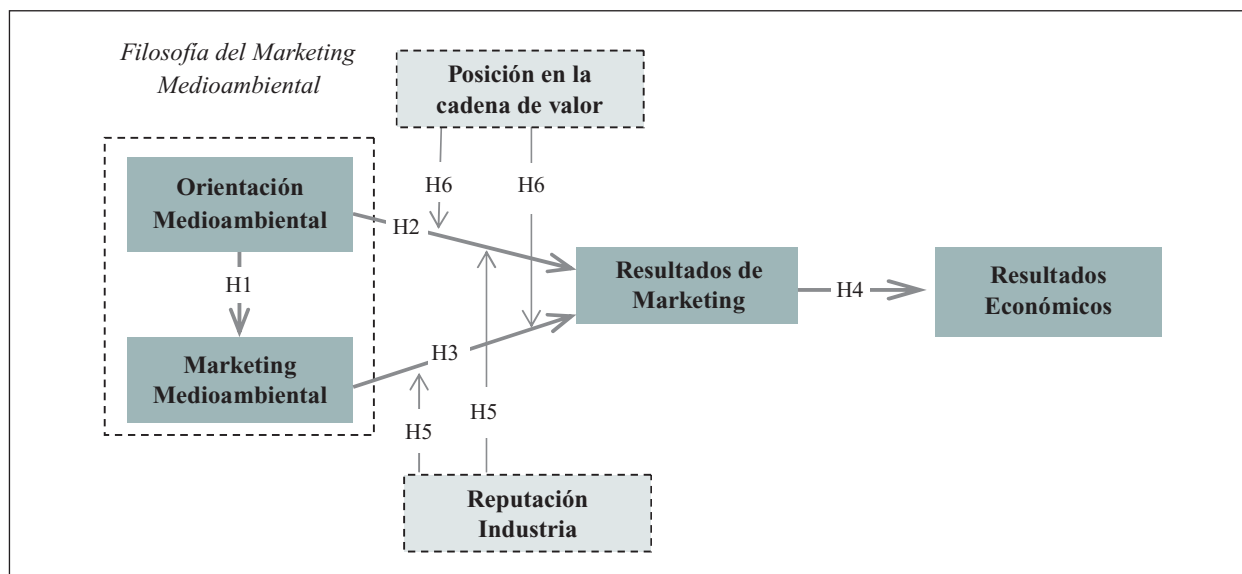 Filosofía del Marketing
Medioambiental
Posición en la
cadena de valor
Orientación
Medioambiental
H6
H6
H2
H1
Resultados de
Marketing
H4
Resultados
Económicos
Marketing
Medioambiental
H3
H5
H5
Reputación
Industria